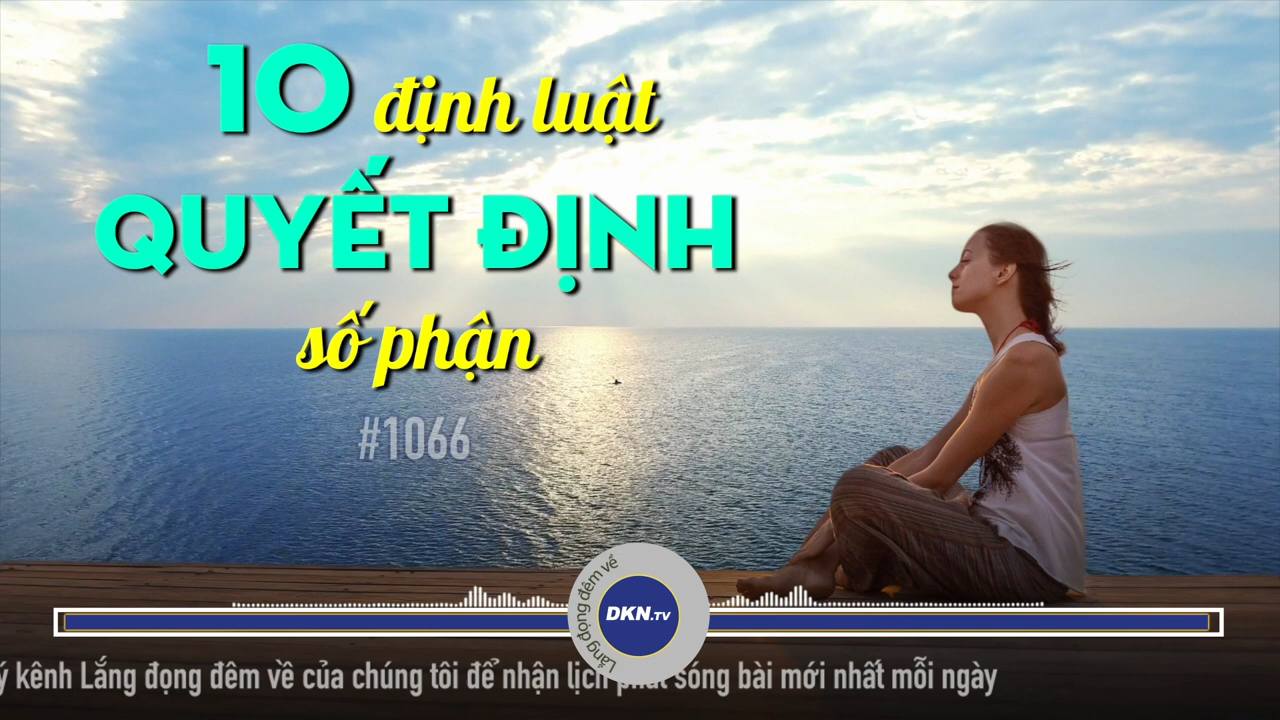 10 định luật
QUYẾT ĐỊNH
số phận
#1066
Lắng đọng đêm về
DKN.TV
ý kênh Lắng đọng đêm về của chúng tôi để nhận lịch phát sóng bài mới nhất mỗi ngày